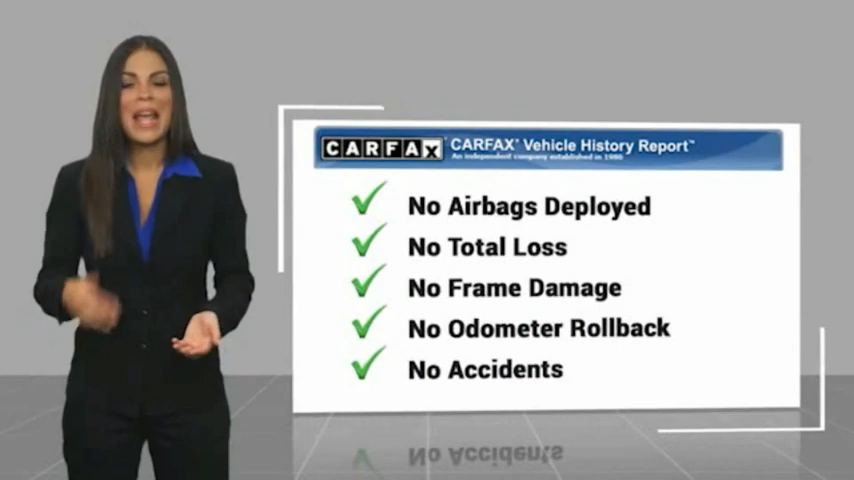 CARFAX CARFAX® Vehicle History Report™
An independent company established in 1986
No Airbags Deployed
No Total Loss
No Frame Damage
No Odometer Rollback
No Accidents
No Accidents